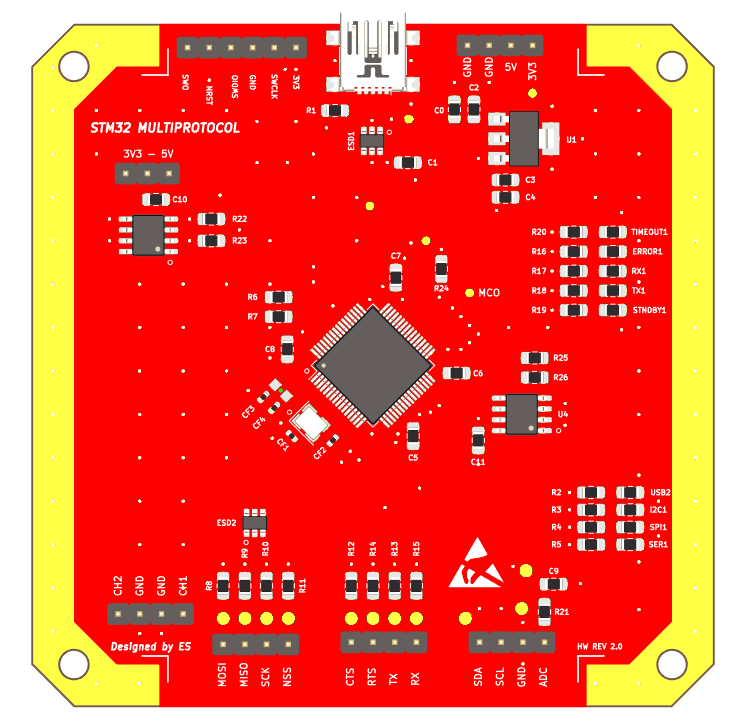 SWO
NRST
DIOMS
GND
SWCLK
3V3
GND
GND
5V
3V3
R1
ESD1
C0
C2
U1
STM32 MULTIPROTOCOL
3V3 - 5V
C1
C3
C4
C10
R22
R23
R20
TIMEOUT1
R16
ERROR1
R17
RX1
R18
TX1
R19
STNDBY1
C7
R24
MCO
R6
R7
C8
C6
R25
R26
CF3
CF4
CF1
CF2
C5
C11
U4
R2
USB2
R3
I2C1
R4
SPI1
R5
SER1
ESD2
R8
R9
R10
R11
R12
R14
R13
R15
C9
R21
CH2
GND
GND
CH1
Designed by ES
HW REV 2.0
MOSI
MISO
SCK
NSS
CTS
RTS
TX
RX
SDA
SCL
GND
ADC